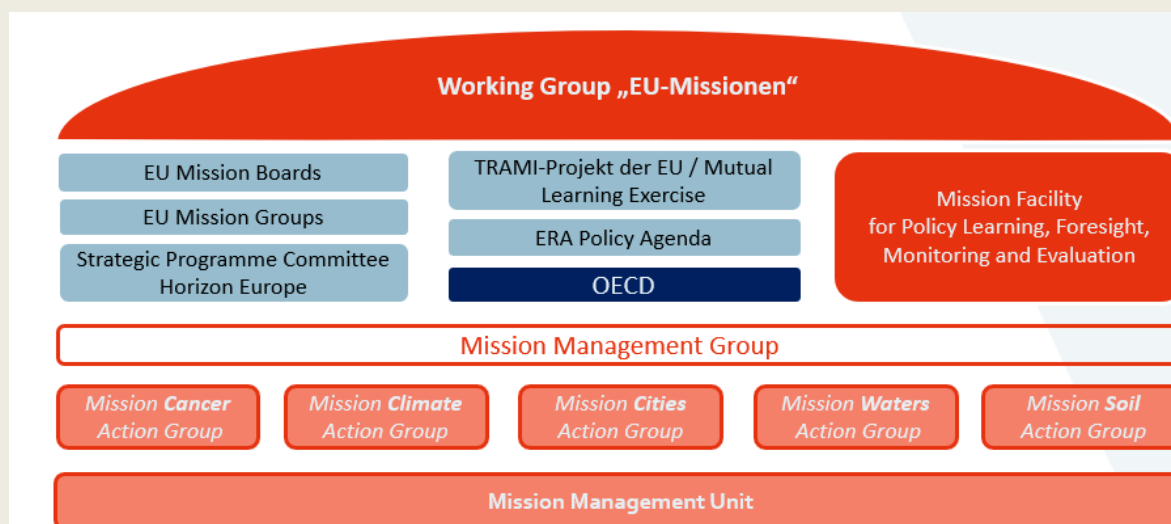 Working Group „EU-Missionen“
EU Mission Boards
EU Mission Groups
Strategic Programme Committee
Horizon Europe
TRAMI-Projekt der EU / Mutual
Learning Exercise
ERA Policy Agenda
OECD
Mission Facility
for Policy Learning, Foresight,
Monitoring and Evaluation
Mission Management Group
Mission Cancer
Action Group
Mission Climate
Action Group
Mission Cities
Action Group
Mission Waters
Action Group
Mission Soil
Action Group
Mission Management Unit